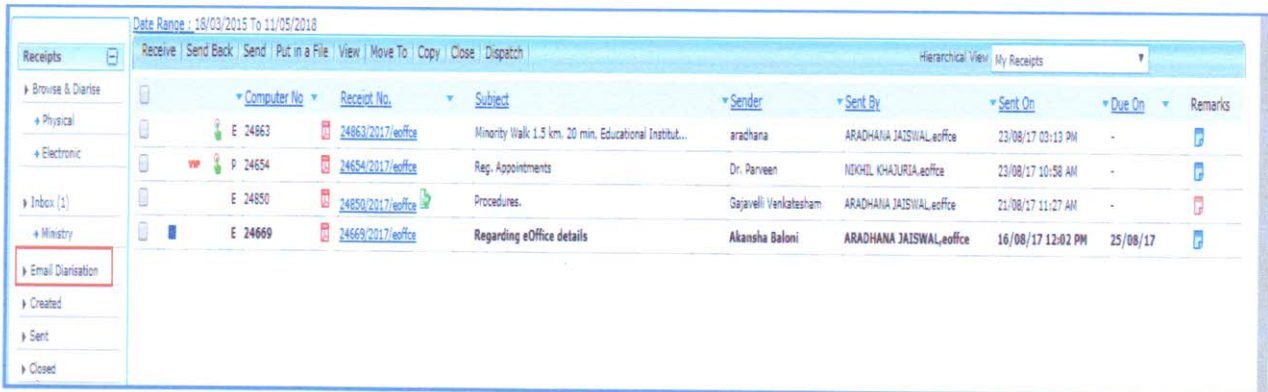 Date Range : 18/03/2015 To 11/05/2018
Receipts
Receive | Send Back | Send | Put in a File | View | Move To | Copy | Close | Dispatch
Hierarchical View My Receipts
Browse & Diarise
Physical
Electronic
Inbox (1)
Ministry
Email Diarisation
Created
Sent
Closed
Computer No Receipt No. Subject Sender Sent By Sent On Due On Remarks
E 24863 24863/2017/eoffce Minority Walk 1.5 km. 20 min, Educational Institut... aradhana ARADHANA JAISWAL,eoffce 23/08/17 03:13 PM -
VIP P 24654 24654/2017/eoffce Reg. Appointments Dr. Parveen NIKHIL KHAJURIA,eoffce 23/08/17 10:58 AM -
E 24850 24850/2017/eoffce Procedures. Gajavelli Venkatesham ARADHANA JAISWAL,eoffce 21/08/17 11:27 AM -
E 24669 24669/2017/eoffce Regarding eOffice details Akansha Baloni ARADHANA JAISWAL,eoffce 16/08/17 12:02 PM 25/08/17